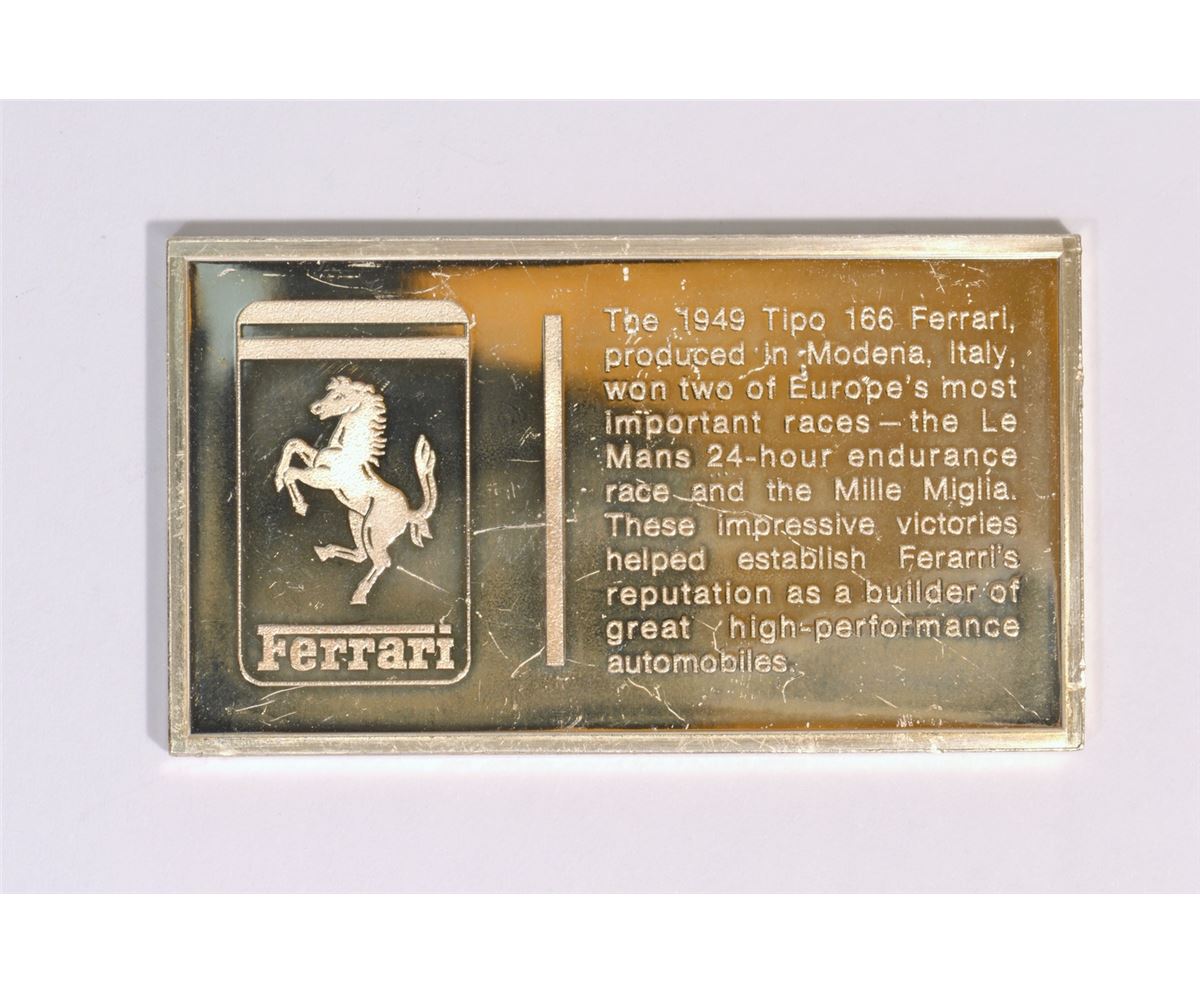 Ferrari
The 1949 Tipo 166 Ferrari,
produced in Modena, Italy,
won two of Europe's most
important races — the Le
Mans 24-hour endurance
race and the Mille Miglia.
These impressive victories
helped establish Ferarri's
reputation as a builder of
great high-performance
automobiles.